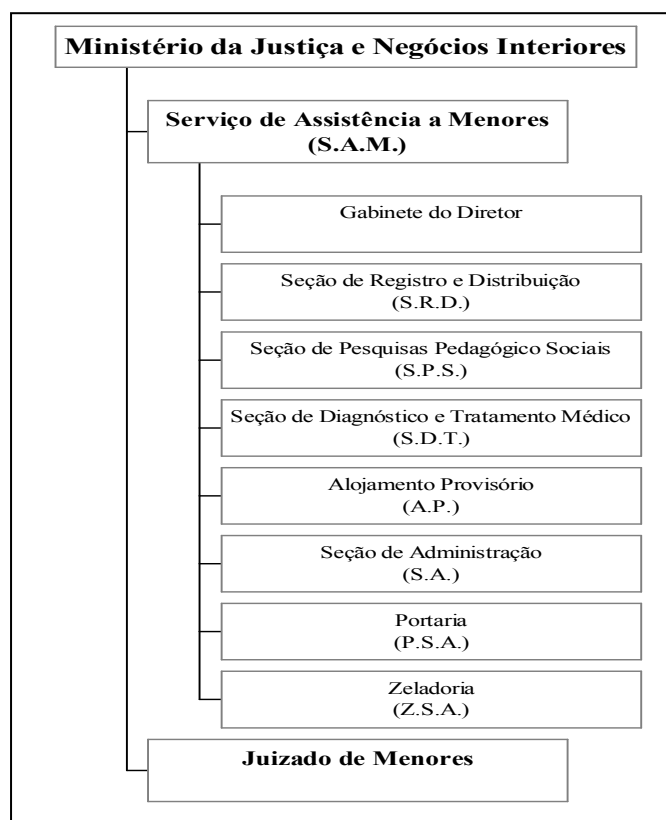 Ministério da Justiça e Negócios Interiores
Serviço de Assistência a Menores
(S.A.M.)
Gabinete do Diretor
Seção de Registro e Distribuição
(S.R.D.)
Seção de Pesquisas Pedagógico Sociais
(S.P.S.)
Seção de Diagnóstico e Tratamento Médico
(S.D.T.)
Alojamento Provisório
(A.P.)
Seção de Administração
(S.A.)
Portaria
(P.S.A.)
Zeladoria
(Z.S.A.)
Juizado de Menores